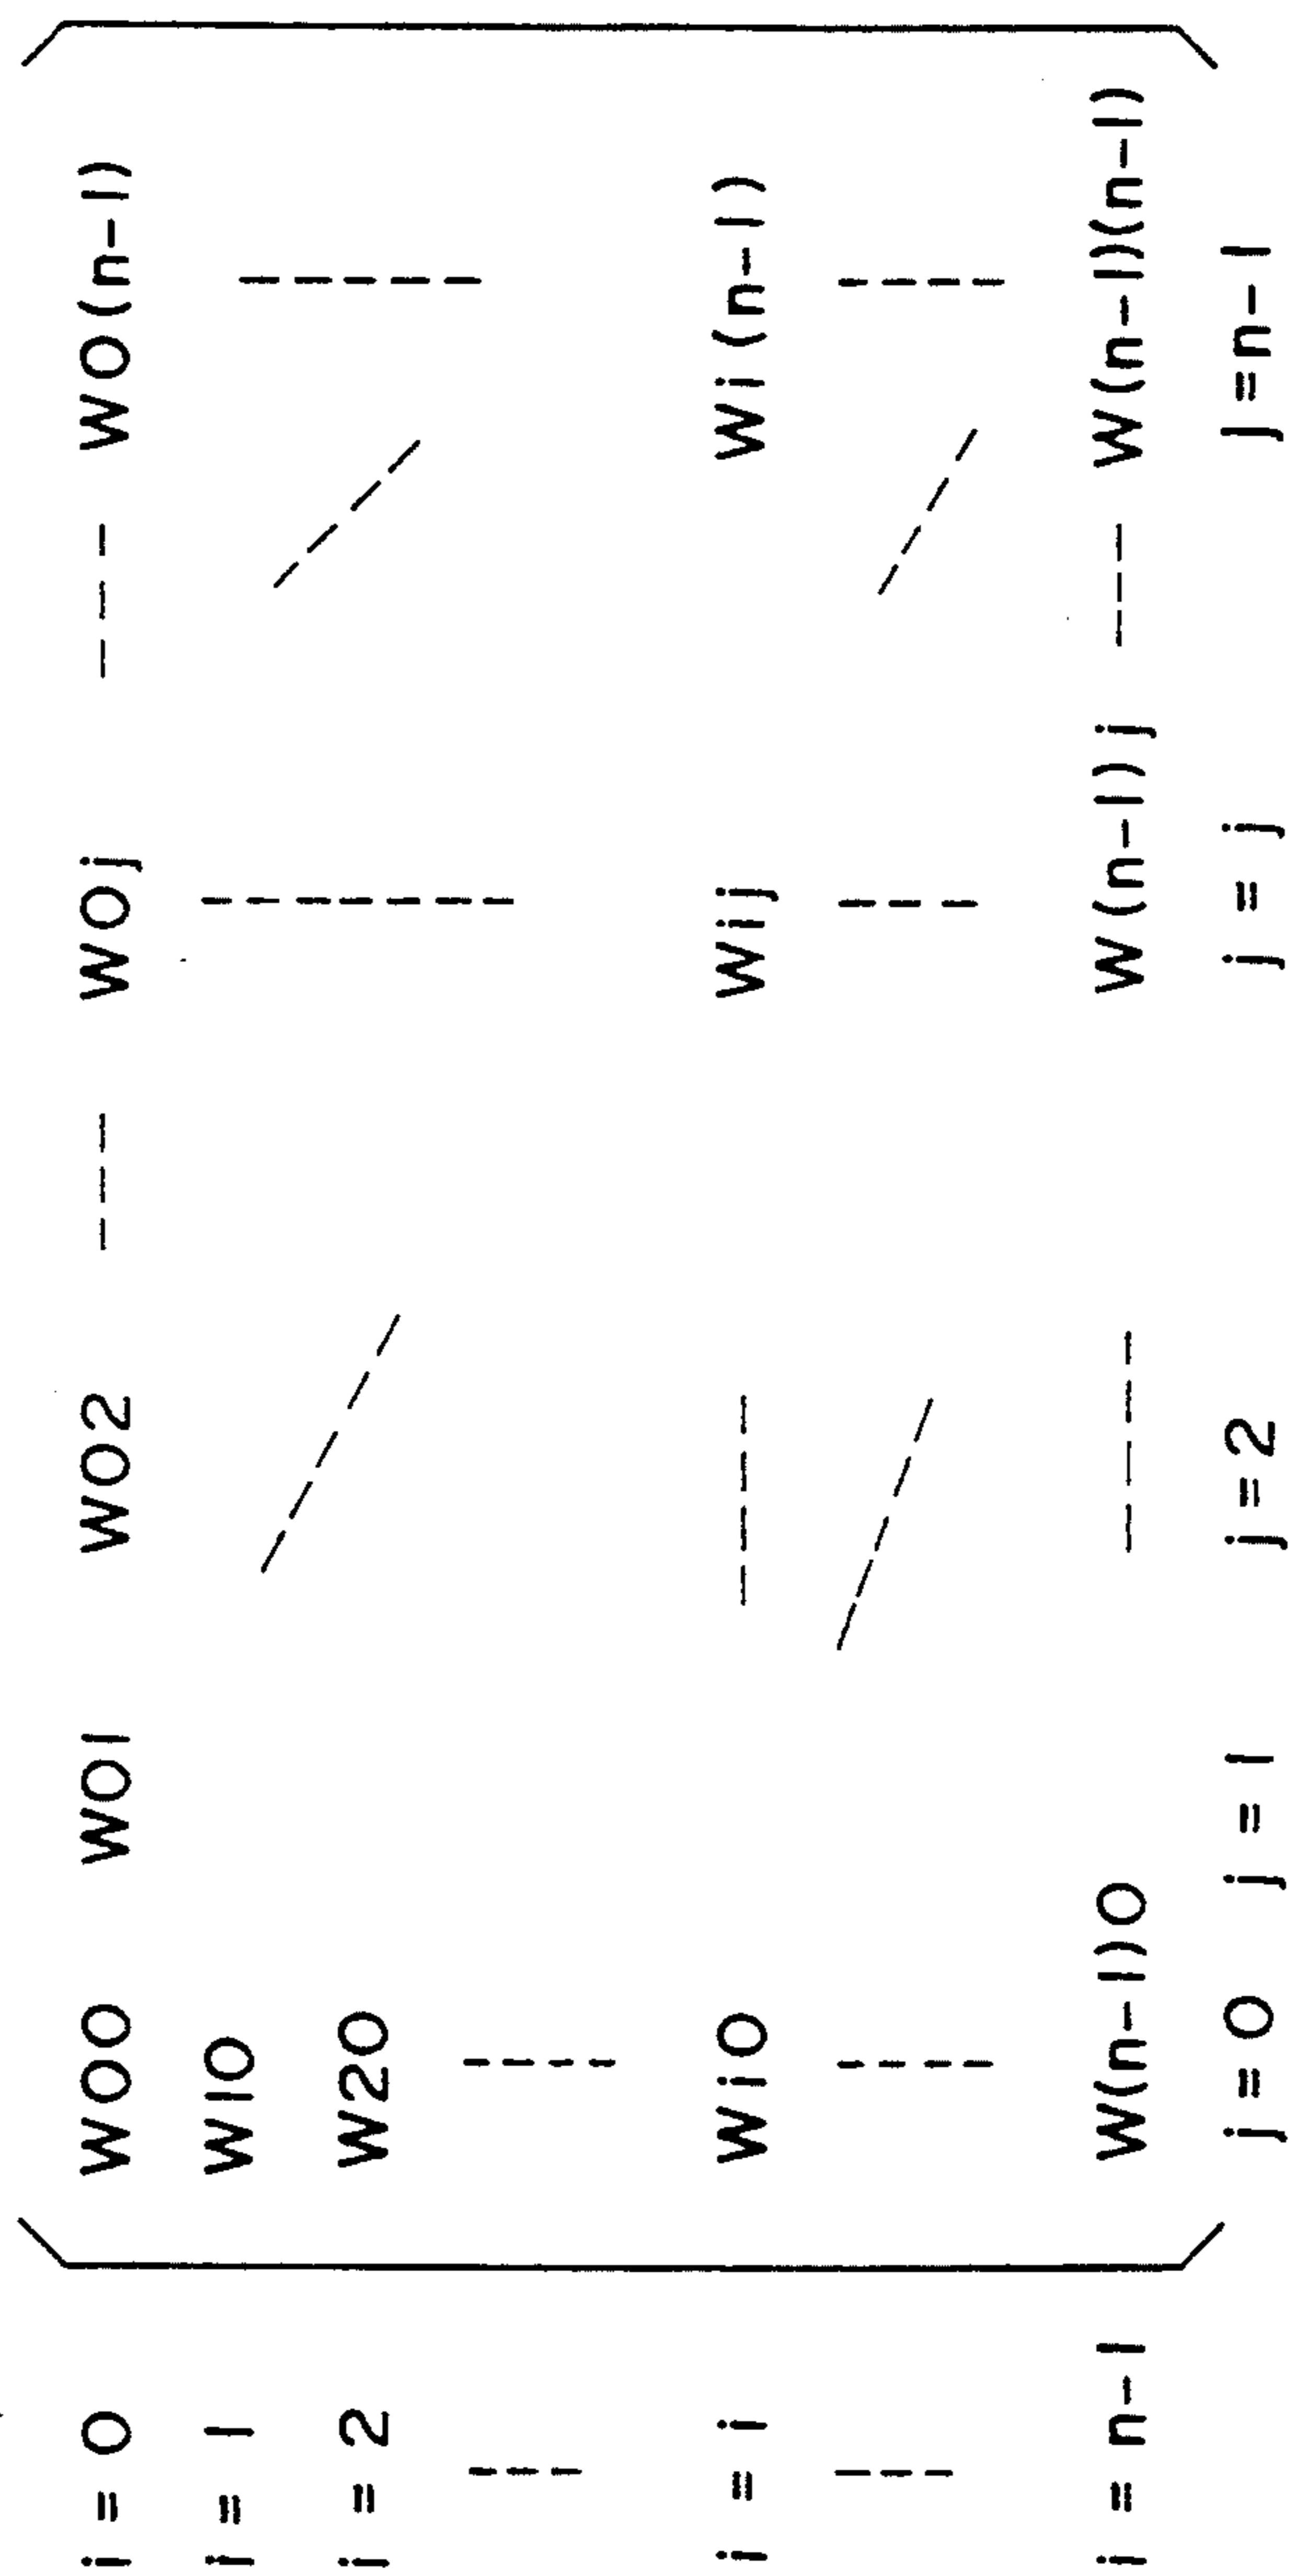 i = 0 W00 W01 W02 --- W0j --- W0(n-1)
i = 1 W10
i = 2 W20
i = i Wi0 ---- Wij Wi(n-1)
i = n-1 W(n-1)0 ---- W(n-1)j --- W(n-1)(n-1)
j=0 j=1 j=2 j = j j=n-1